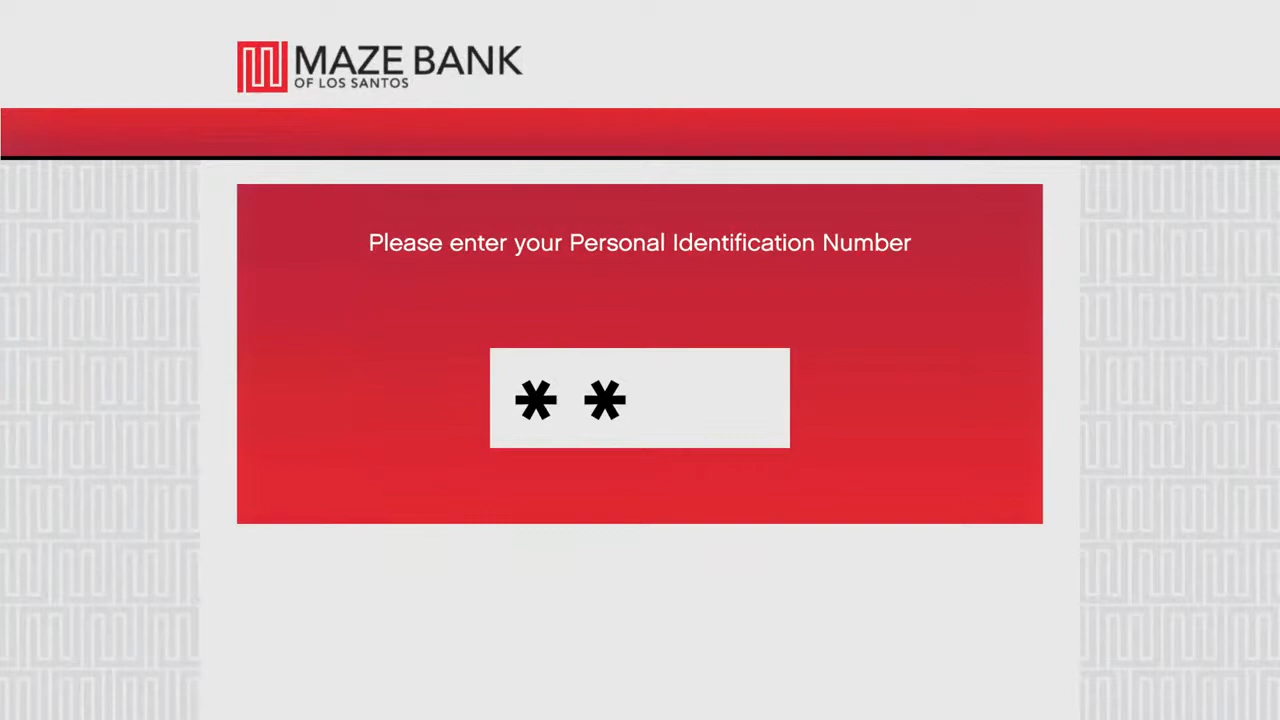 MAZE BANK
OF LOS SANTOS
Please enter your Personal Identification Number
* *